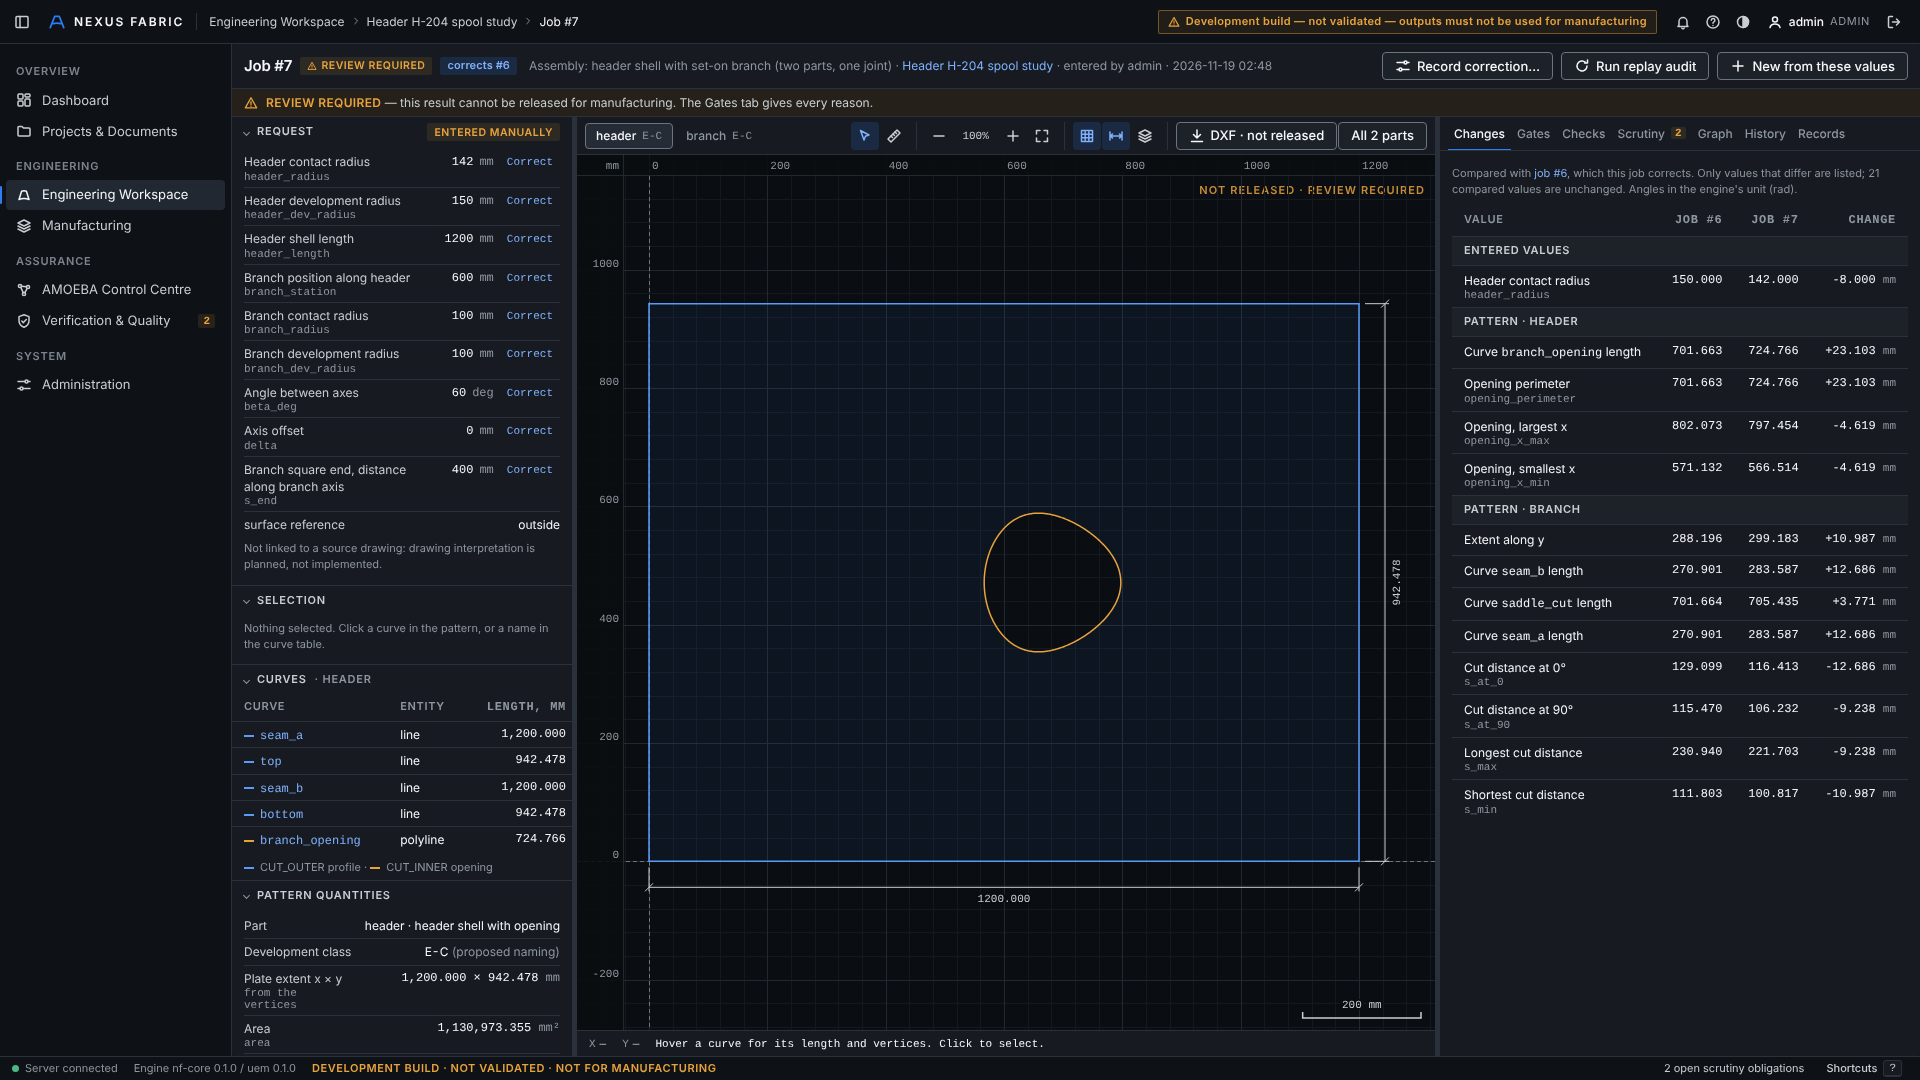 NEXUS FABRIC
Engineering Workspace › Header H-204 spool study › Job #7
Development build — not validated — outputs must not be used for manufacturing
admin ADMIN
OVERVIEW
Dashboard
Projects & Documents
ENGINEERING
Engineering Workspace
Manufacturing
ASSURANCE
AMOEBA Control Centre
Verification & Quality 2
SYSTEM
Administration
Job #7 REVIEW REQUIRED corrects #6 Assembly: header shell with set-on branch (two parts, one joint) · Header H-204 spool study · entered by admin · 2026-11-19 02:48
Record correction... Run replay audit New from these values
REVIEW REQUIRED — this result cannot be released for manufacturing. The Gates tab gives every reason.
REQUEST ENTERED MANUALLY
Header contact radius 142 mm Correct
header_radius
Header development radius 150 mm Correct
header_dev_radius
Header shell length 1200 mm Correct
header_length
Branch position along header 600 mm Correct
branch_station
Branch contact radius 100 mm Correct
branch_radius
Branch development radius 100 mm Correct
branch_dev_radius
Angle between axes 60 deg Correct
beta_deg
Axis offset 0 mm Correct
delta
Branch square end, distance 400 mm Correct
along branch axis
s_end
surface reference outside
Not linked to a source drawing: drawing interpretation is
planned, not implemented.
SELECTION
Nothing selected. Click a curve in the pattern, or a name in
the curve table.
CURVES · HEADER
CURVE ENTITY LENGTH, MM
seam_a line 1,200.000
top line 942.478
seam_b line 1,200.000
bottom line 942.478
branch_opening polyline 724.766
CUT_OUTER profile · CUT_INNER opening
PATTERN QUANTITIES
Part header · header shell with opening
Development class E-C (proposed naming)
Plate extent x × y 1,200.000 × 942.478 mm
from the
vertices
Area 1,130,973.355 mm²
area
header E-C branch E-C
100%
DXF · not released All 2 parts
mm 0 200 400 600 800 1000 1200
NOT RELEASED · REVIEW REQUIRED
1000
800
600
400
200
0
-200
942.478
1200.000
200 mm
X — Y — Hover a curve for its length and vertices. Click to select.
Changes Gates Checks Scrutiny 2 Graph History Records
Compared with job #6, which this job corrects. Only values that differ are listed; 21
compared values are unchanged. Angles in the engine's unit (rad).
VALUE JOB #6 JOB #7 CHANGE
ENTERED VALUES
Header contact radius 150.000 142.000 -8.000 mm
header_radius
PATTERN · HEADER
Curve branch_opening length 701.663 724.766 +23.103 mm
Opening perimeter 701.663 724.766 +23.103 mm
opening_perimeter
Opening, largest x 802.073 797.454 -4.619 mm
opening_x_max
Opening, smallest x 571.132 566.514 -4.619 mm
opening_x_min
PATTERN · BRANCH
Extent along y 288.196 299.183 +10.987 mm
Curve seam_b length 270.901 283.587 +12.686 mm
Curve saddle_cut length 701.664 705.435 +3.771 mm
Curve seam_a length 270.901 283.587 +12.686 mm
Cut distance at 0° 129.099 116.413 -12.686 mm
s_at_0
Cut distance at 90° 115.470 106.232 -9.238 mm
s_at_90
Longest cut distance 230.940 221.703 -9.238 mm
s_max
Shortest cut distance 111.803 100.817 -10.987 mm
s_min
Server connected Engine nf-core 0.1.0 / uem 0.1.0 DEVELOPMENT BUILD · NOT VALIDATED · NOT FOR MANUFACTURING
2 open scrutiny obligations Shortcuts ?